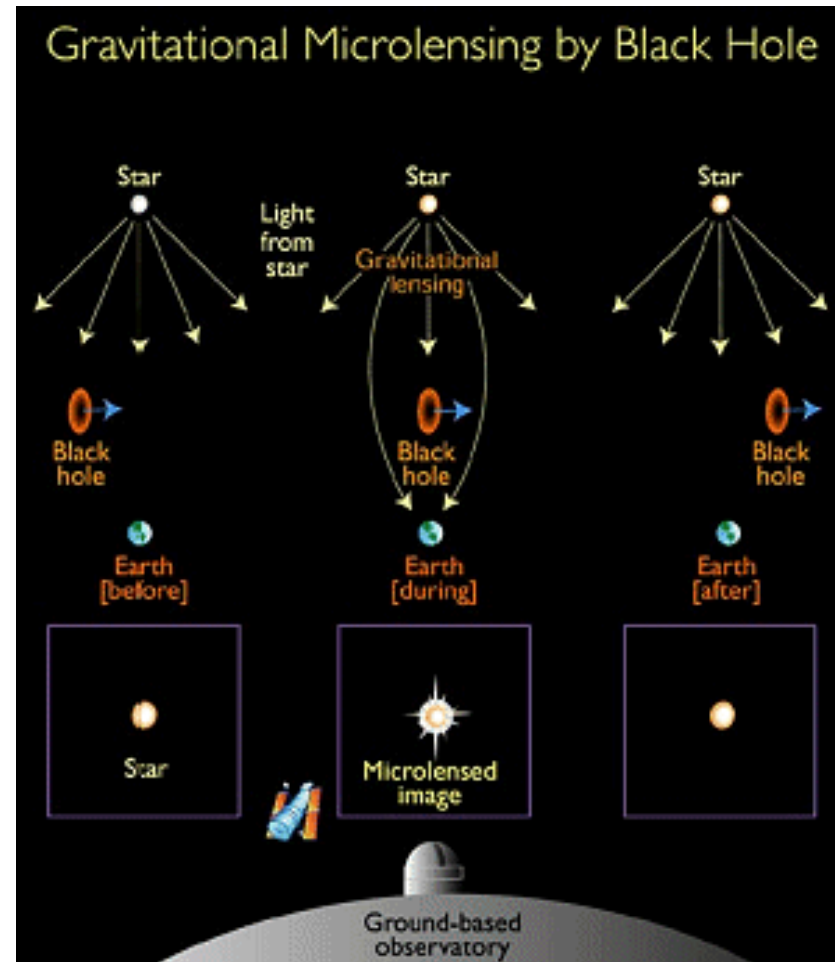 Gravitational Microlensing by Black Hole
Star
Star
Star
Light
from
star
Gravitational
lensing
Black
hole
Black
hole
Black
hole
Earth
[before]
Earth
[during]
Earth
[after]
Star
Microlensed
image
Ground-based
observatory